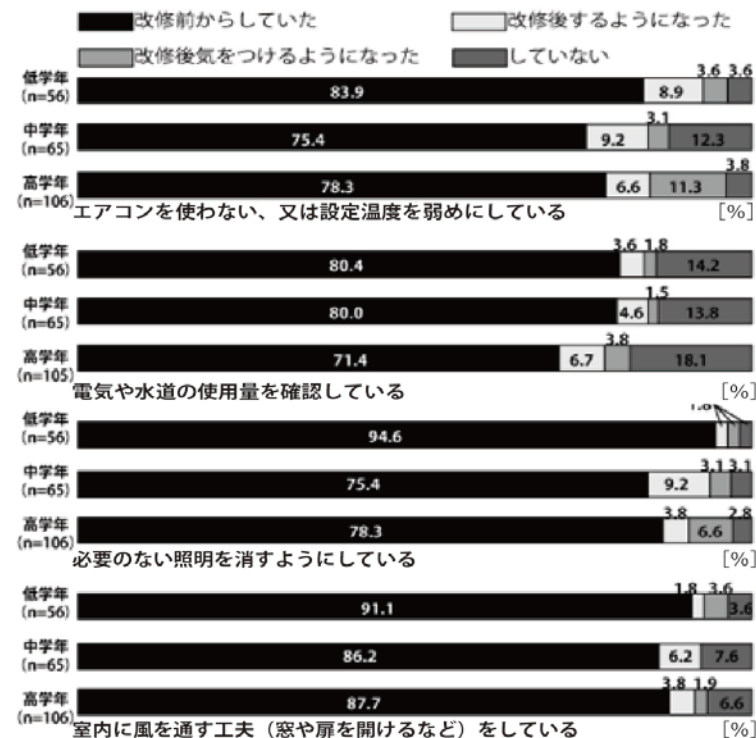 改修前からしていた 改修後するようになった
改修後気をつけるようになった していない
3.6 3.6
低学年
(n=56)
83.9 8.9
3.1
中学年
(n=65)
75.4 9.2 12.3
3.8
高学年
(n=106)
78.3 6.6 11.3
エアコンを使わない、又は設定温度を弱めにしている [%]
3.6 1.8
低学年
(n=56)
80.4 14.2
1.5
中学年
(n=65)
80.0 4.6 13.8
3.8
高学年
(n=105)
71.4 6.7 18.1
電気や水道の使用量を確認している [%]
1.8
低学年
(n=56)
94.6
3.1 3.1
中学年
(n=65)
75.4 9.2
3.8 2.8
高学年
(n=106)
78.3 6.6
必要のない照明を消すようにしている [%]
1.8 3.6
低学年
(n=56)
91.1 3.6
中学年
(n=65)
86.2 6.2 7.6
3.8 1.9
高学年
(n=106)
87.7 6.6
室内に風を通す工夫（窓や扉を開けるなど）をしている [%]